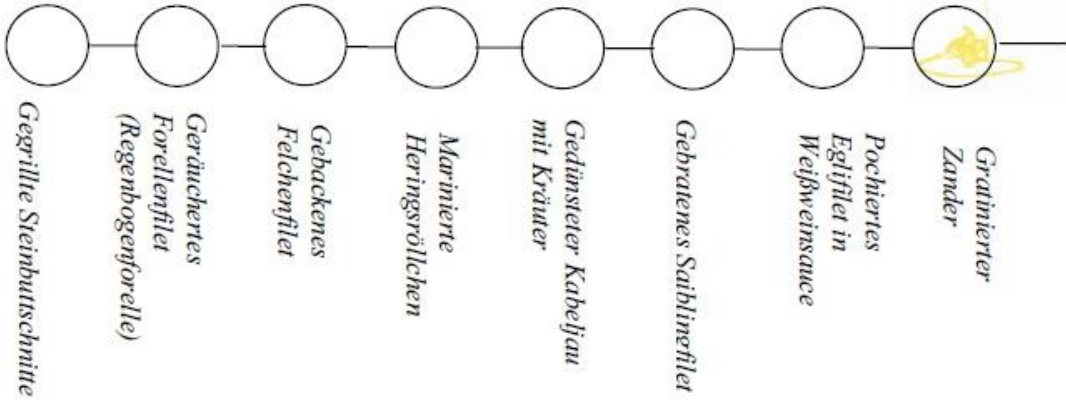 Gratinierter
Zander
Pochiertes
Eglifilet in
Weißweinsauce
Gebratenes Saiblingfilet
Gedünsteter Kabeljau
mit Kräuter
Marinierte
Heringsröllchen
Gebackenes
Felchenfilet
Geräuchertes
Forellenfilet
(Regenbogenforelle)
Gegrillte Steinbuttschnitte